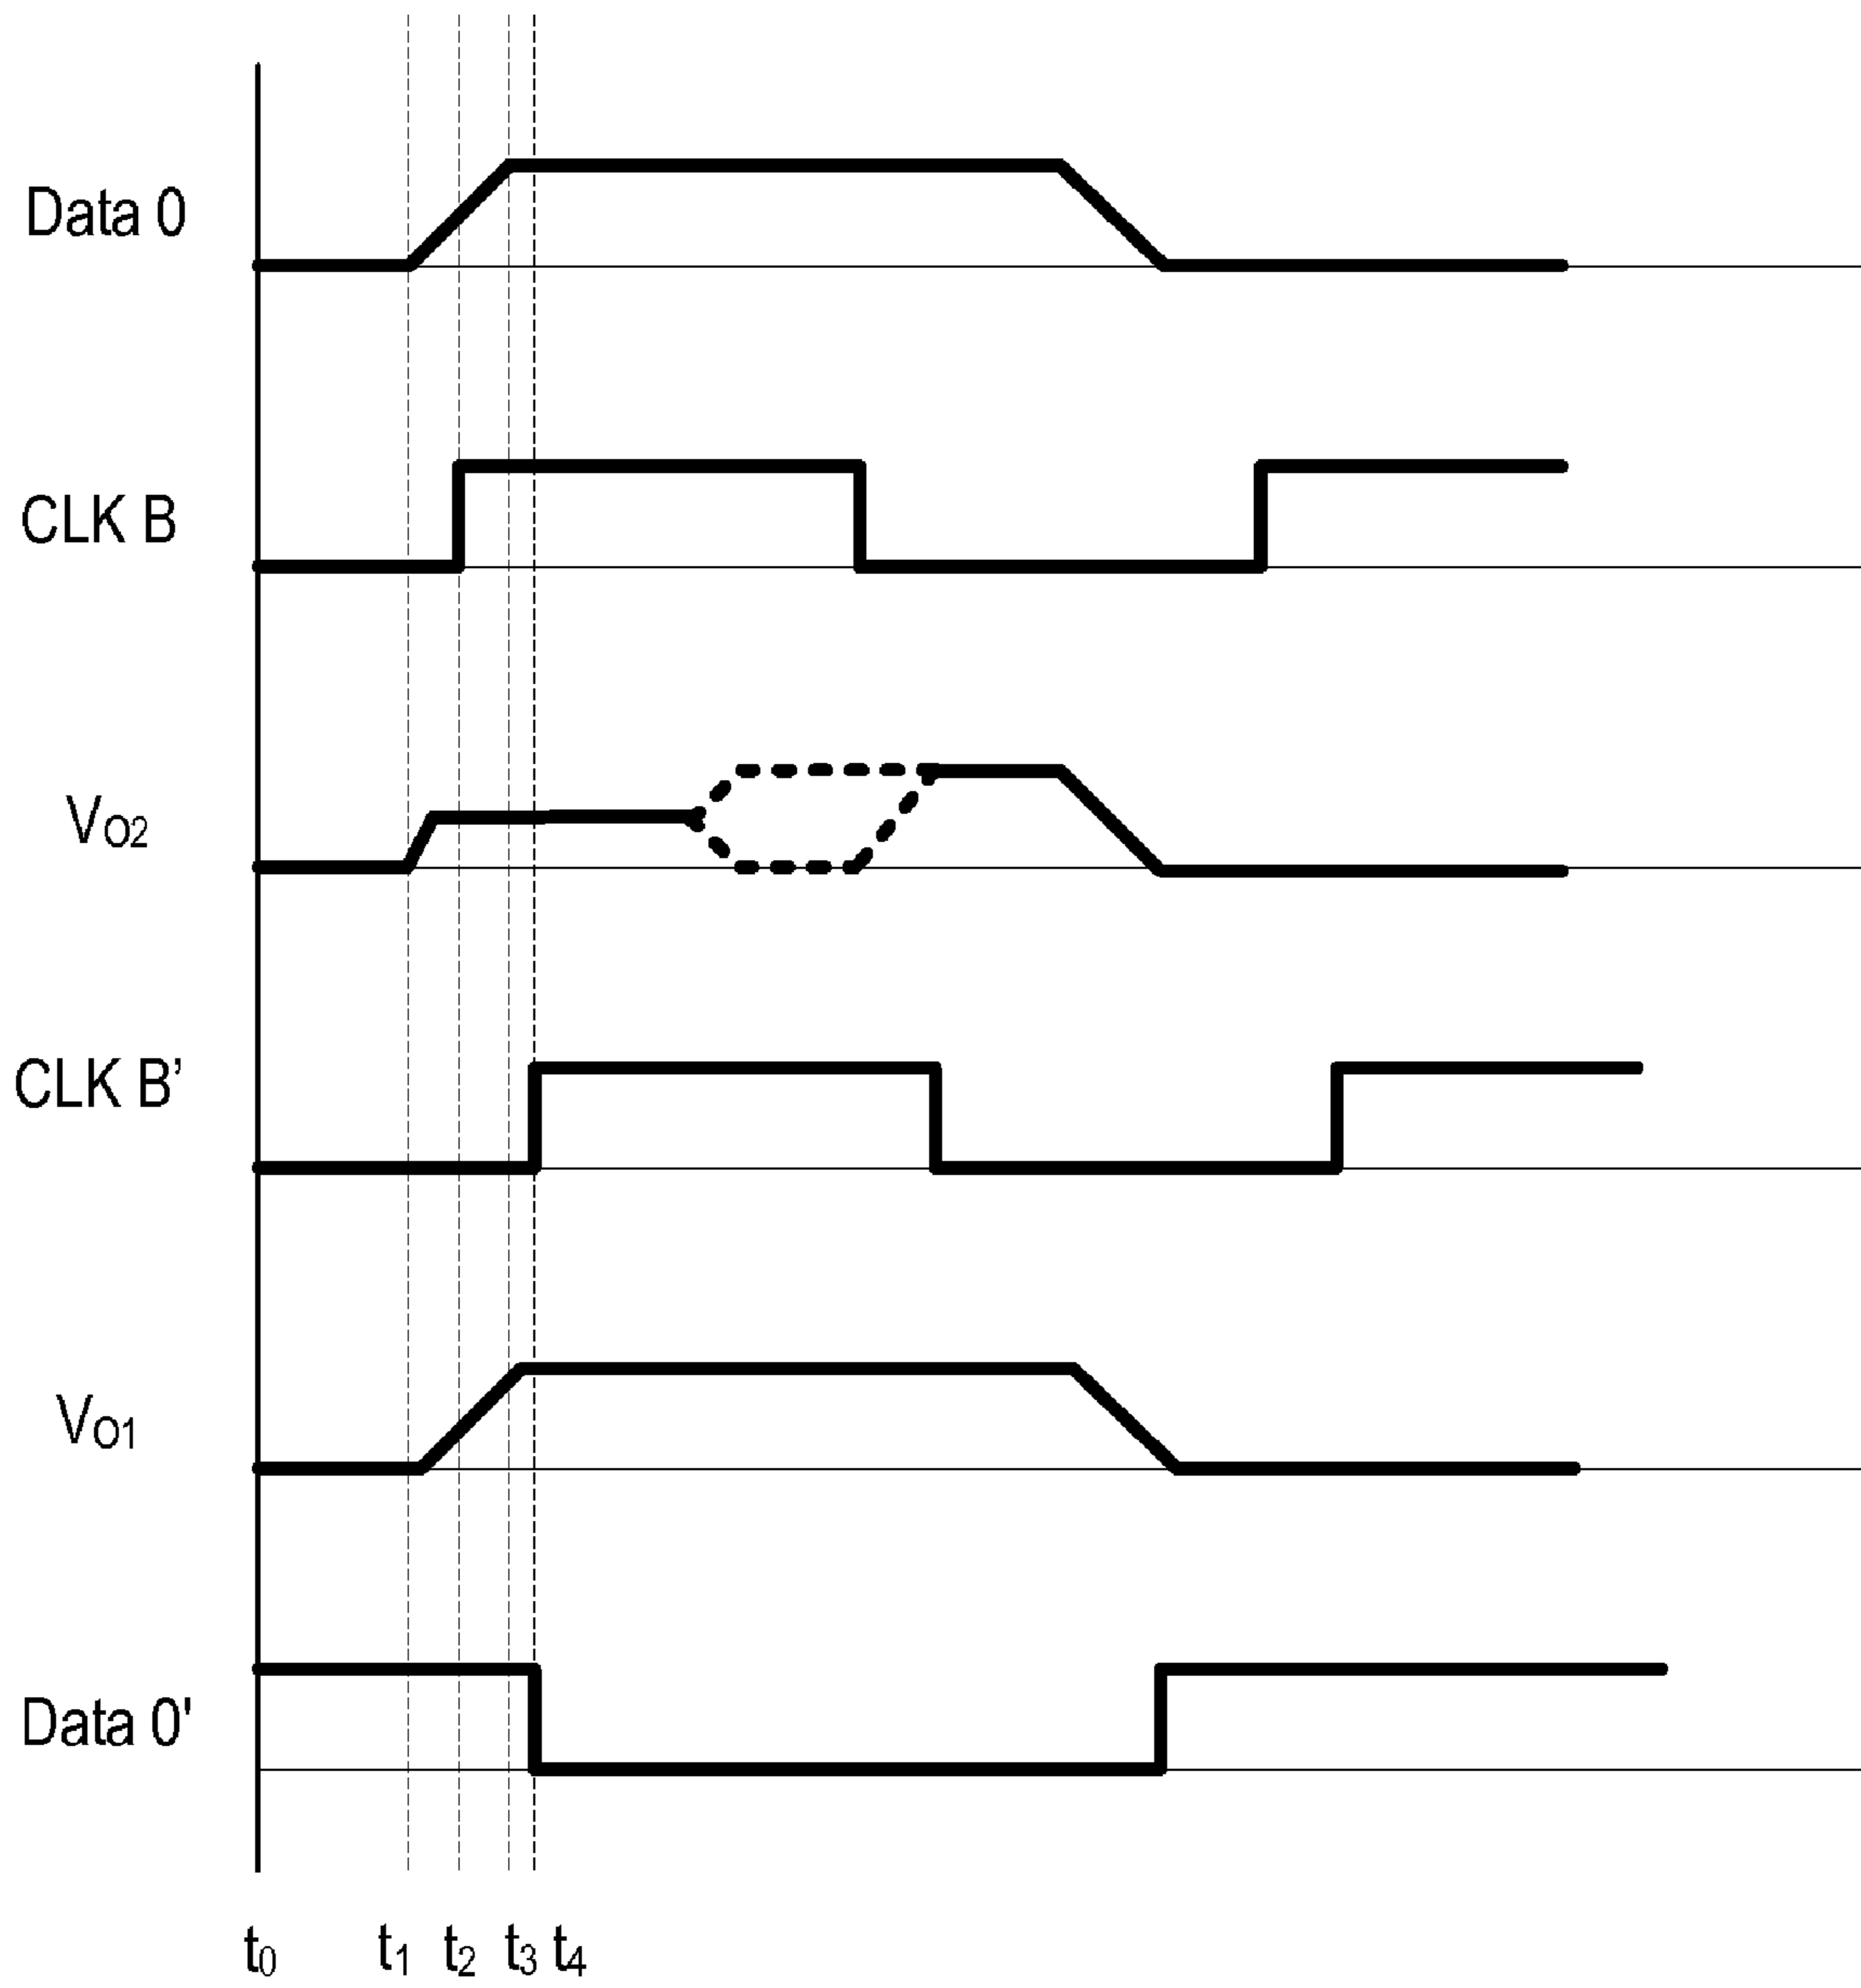 Data 0
CLK B
VO2
CLK B’
VO1
Data 0'
t0 t1 t2 t3 t4